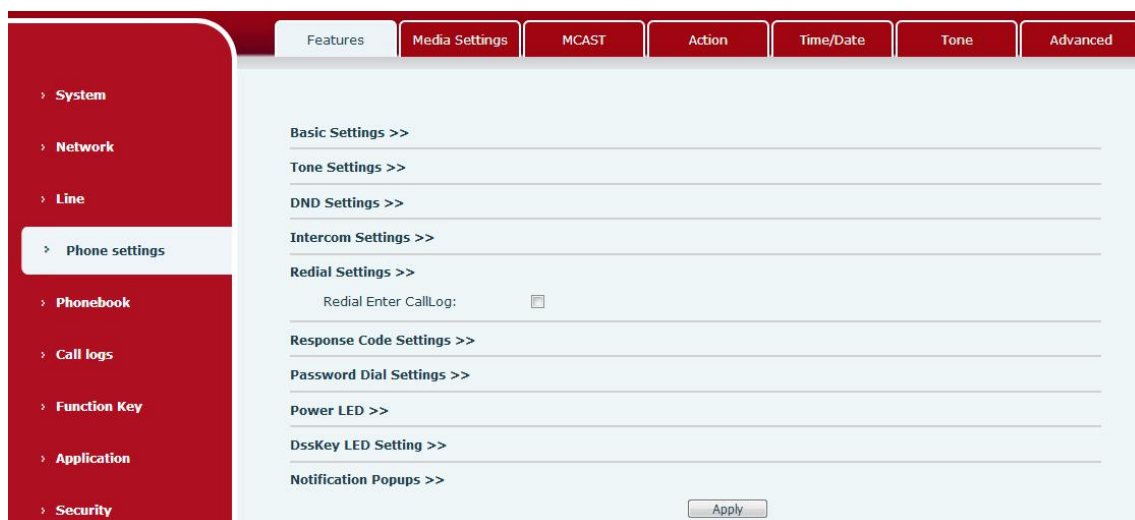 Features Media Settings MCAST Action Time/Date Tone Advanced
› System
› Network
› Line
› Phone settings
› Phonebook
› Call logs
› Function Key
› Application
› Security
Basic Settings >>
Tone Settings >>
DND Settings >>
Intercom Settings >>
Redial Settings >>
Redial Enter CallLog:
Response Code Settings >>
Password Dial Settings >>
Power LED >>
DssKey LED Setting >>
Notification Popups >>
Apply